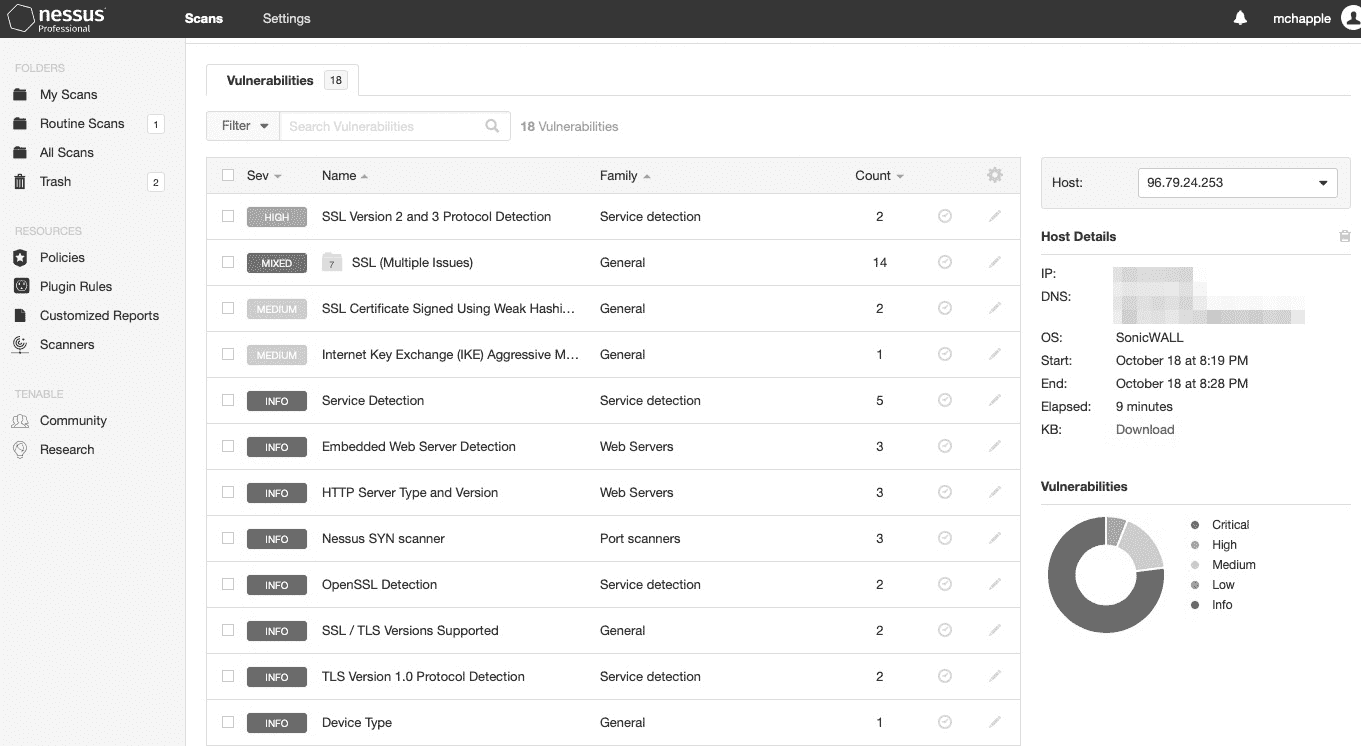 nessus
Professional
Scans
Settings
mchapple
FOLDERS
My Scans
Routine Scans 1
All Scans
Trash 2
RESOURCES
Policies
Plugin Rules
Customized Reports
Scanners
TENABLE
Community
Research
Vulnerabilities 18
Filter
Search Vulnerabilities
18 Vulnerabilities
Sev Name Family Count
HIGH SSL Version 2 and 3 Protocol Detection Service detection 2
MIXED 7 SSL (Multiple Issues) General 14
MEDIUM SSL Certificate Signed Using Weak Hashi... General 2
MEDIUM Internet Key Exchange (IKE) Aggressive M... General 1
INFO Service Detection Service detection 5
INFO Embedded Web Server Detection Web Servers 3
INFO HTTP Server Type and Version Web Servers 3
INFO Nessus SYN scanner Port scanners 3
INFO OpenSSL Detection Service detection 2
INFO SSL / TLS Versions Supported General 2
INFO TLS Version 1.0 Protocol Detection Service detection 2
INFO Device Type General 1
Host: 96.79.24.253
Host Details
IP:
DNS:
OS: SonicWALL
Start: October 18 at 8:19 PM
End: October 18 at 8:28 PM
Elapsed: 9 minutes
KB: Download
Vulnerabilities
Critical
High
Medium
Low
Info